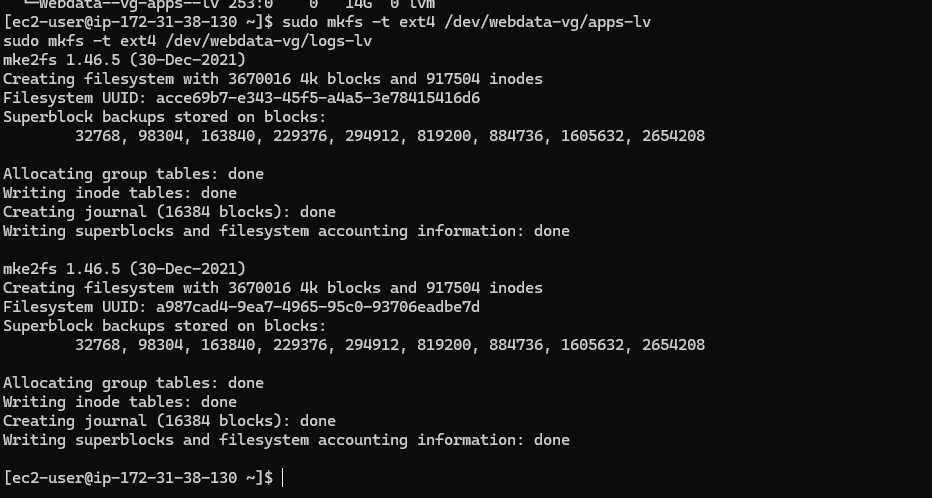 └─webdata--vg-apps--lv 253:0    0   14G  0 lvm
[ec2-user@ip-172-31-38-130 ~]$ sudo mkfs -t ext4 /dev/webdata-vg/apps-lv
sudo mkfs -t ext4 /dev/webdata-vg/logs-lv
mke2fs 1.46.5 (30-Dec-2021)
Creating filesystem with 3670016 4k blocks and 917504 inodes
Filesystem UUID: acce69b7-e343-45f5-a4a5-3e78415416d6
Superblock backups stored on blocks:
        32768, 98304, 163840, 229376, 294912, 819200, 884736, 1605632, 2654208
Allocating group tables: done
Writing inode tables: done
Creating journal (16384 blocks): done
Writing superblocks and filesystem accounting information: done
mke2fs 1.46.5 (30-Dec-2021)
Creating filesystem with 3670016 4k blocks and 917504 inodes
Filesystem UUID: a987cad4-9ea7-4965-95c0-93706eadbe7d
Superblock backups stored on blocks:
        32768, 98304, 163840, 229376, 294912, 819200, 884736, 1605632, 2654208
Allocating group tables: done
Writing inode tables: done
Creating journal (16384 blocks): done
Writing superblocks and filesystem accounting information: done
[ec2-user@ip-172-31-38-130 ~]$